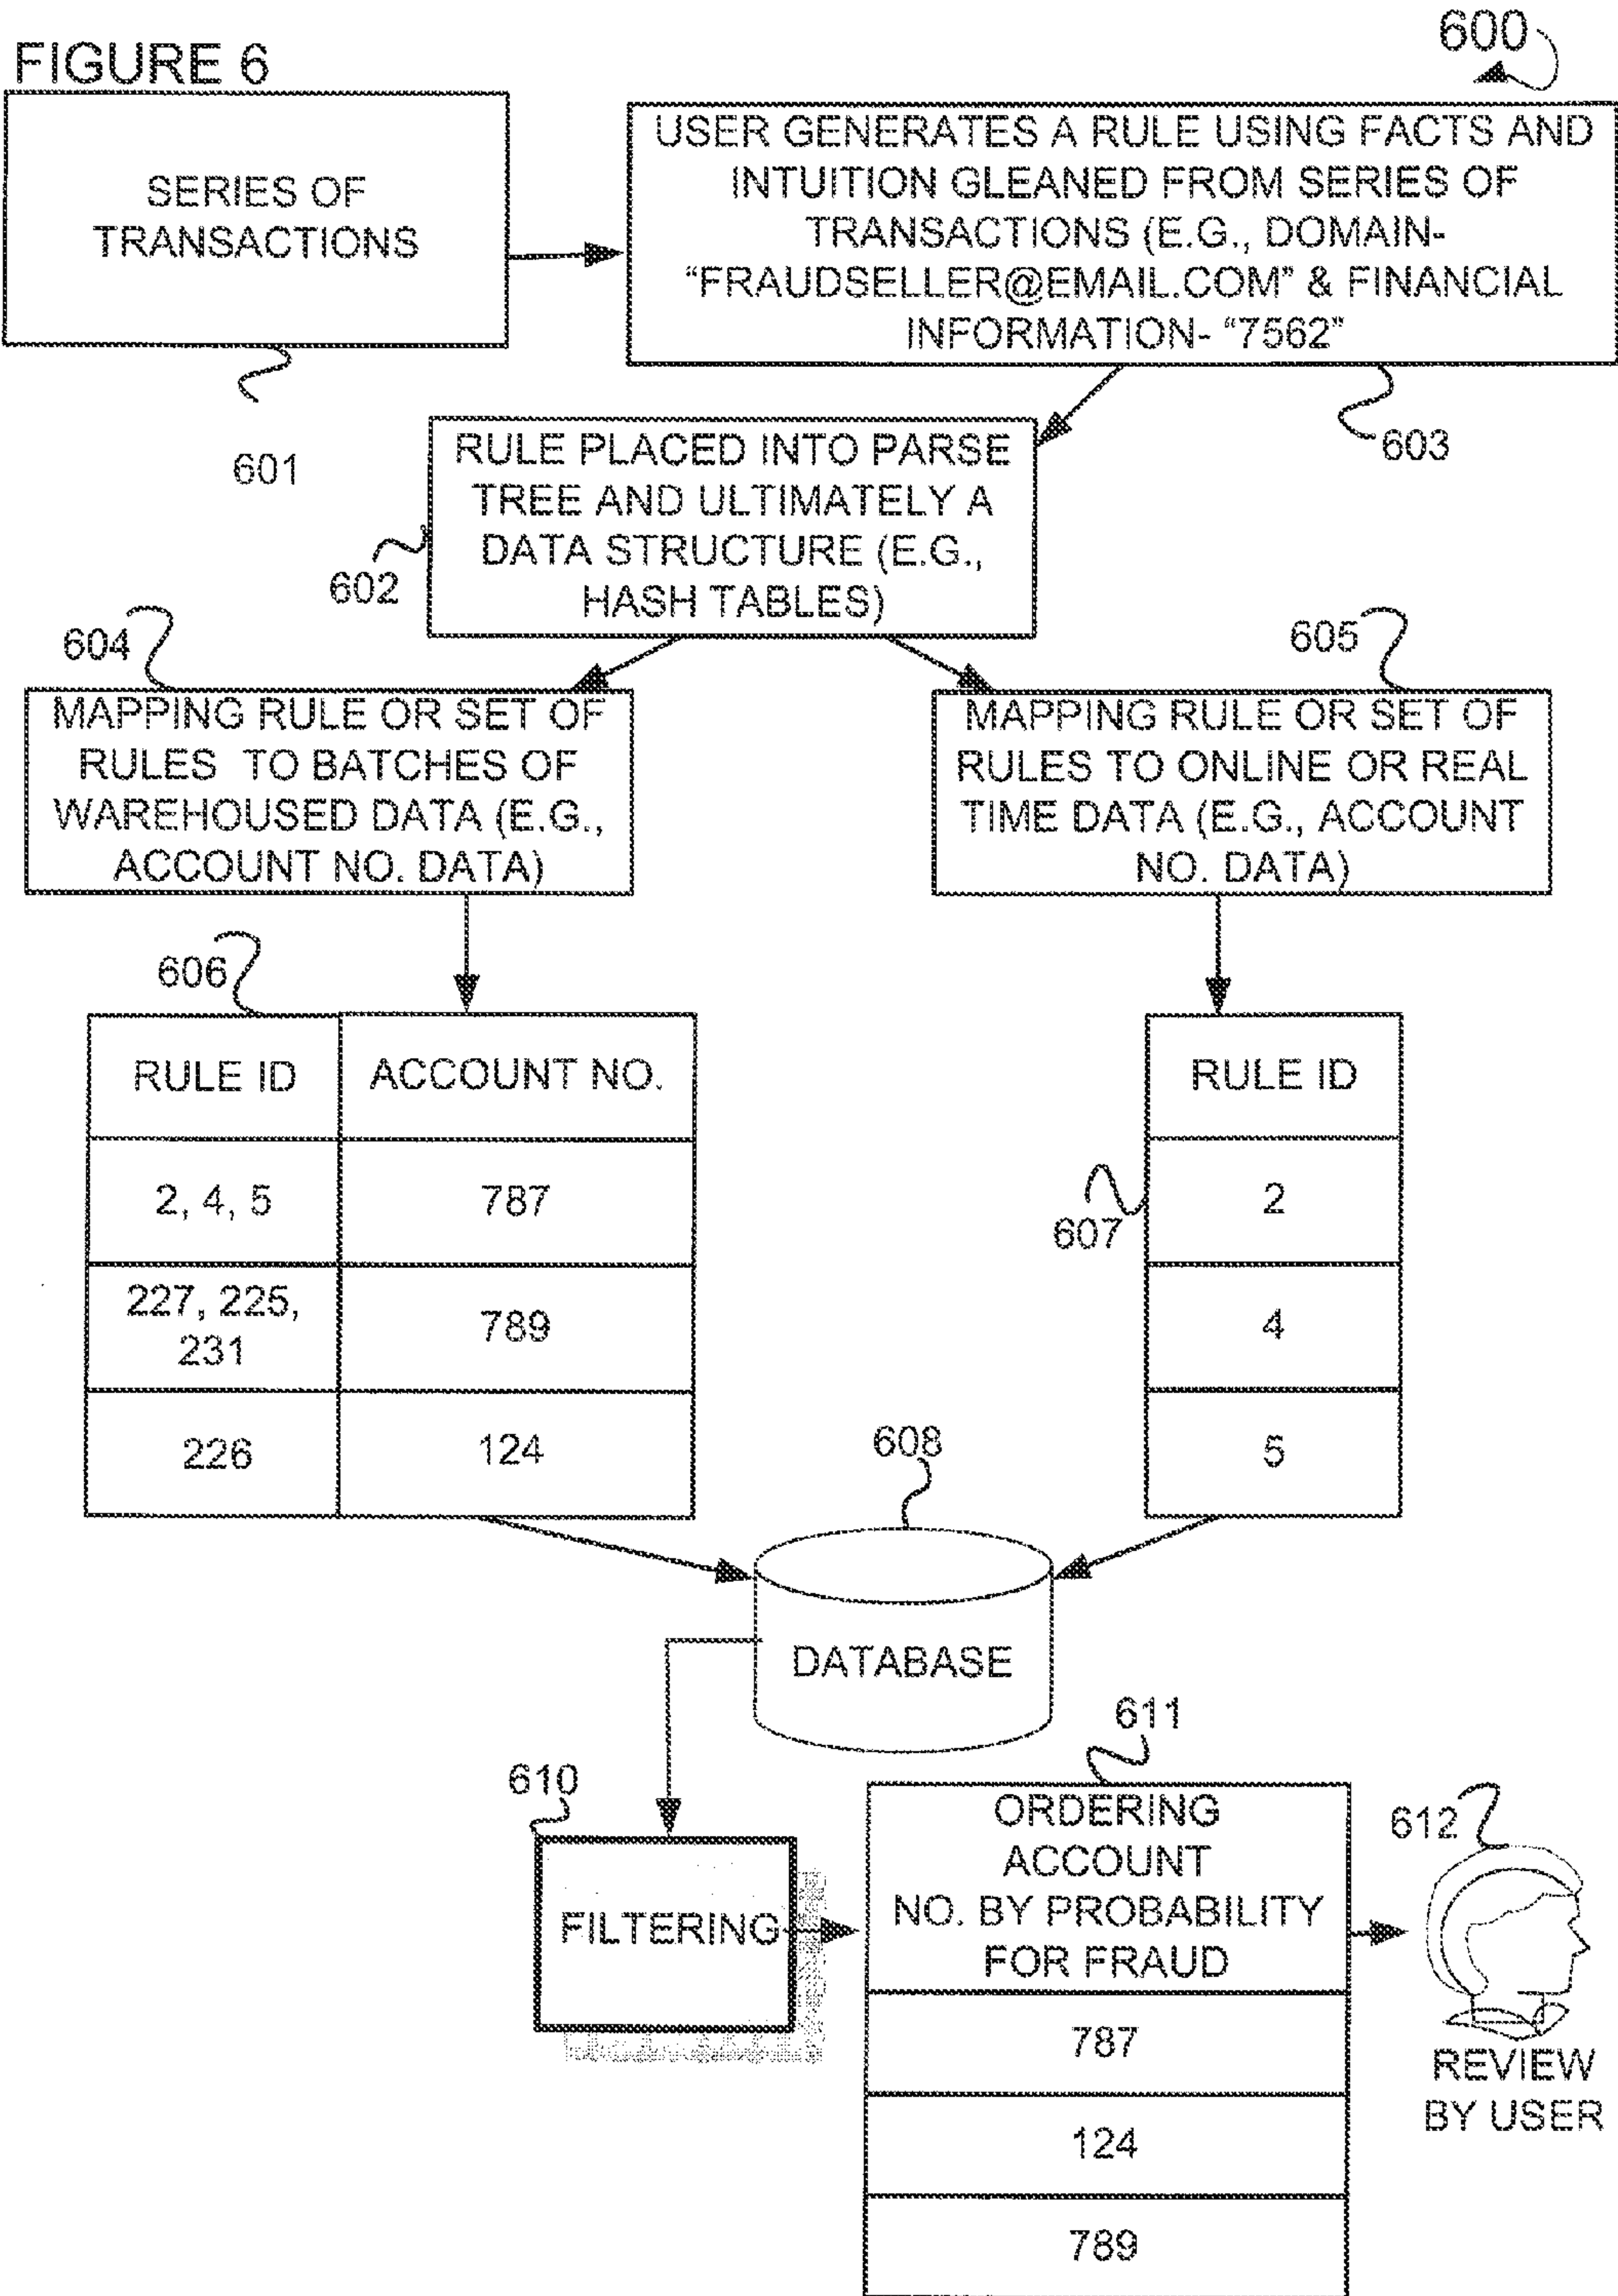 FIGURE 6
600
SERIES OF
TRANSACTIONS
601
USER GENERATES A RULE USING FACTS AND
INTUITION GLEANED FROM SERIES OF
TRANSACTIONS (E.G., DOMAIN-
“FRAUDSELLER@EMAIL.COM” & FINANCIAL
INFORMATION- “7562”
603
RULE PLACED INTO PARSE
TREE AND ULTIMATELY A
DATA STRUCTURE (E.G.,
HASH TABLES)
602
604
MAPPING RULE OR SET OF
RULES TO BATCHES OF
WAREHOUSED DATA (E.G.,
ACCOUNT NO. DATA)
605
MAPPING RULE OR SET OF
RULES TO ONLINE OR REAL
TIME DATA (E.G., ACCOUNT
NO. DATA)
606
RULE ID
ACCOUNT NO.
2, 4, 5
787
227, 225,
231
789
226
124
RULE ID
607
2
4
5
608
DATABASE
610
FILTERING
611
ORDERING
ACCOUNT
NO. BY PROBABILITY
FOR FRAUD
787
124
789
612
REVIEW
BY USER